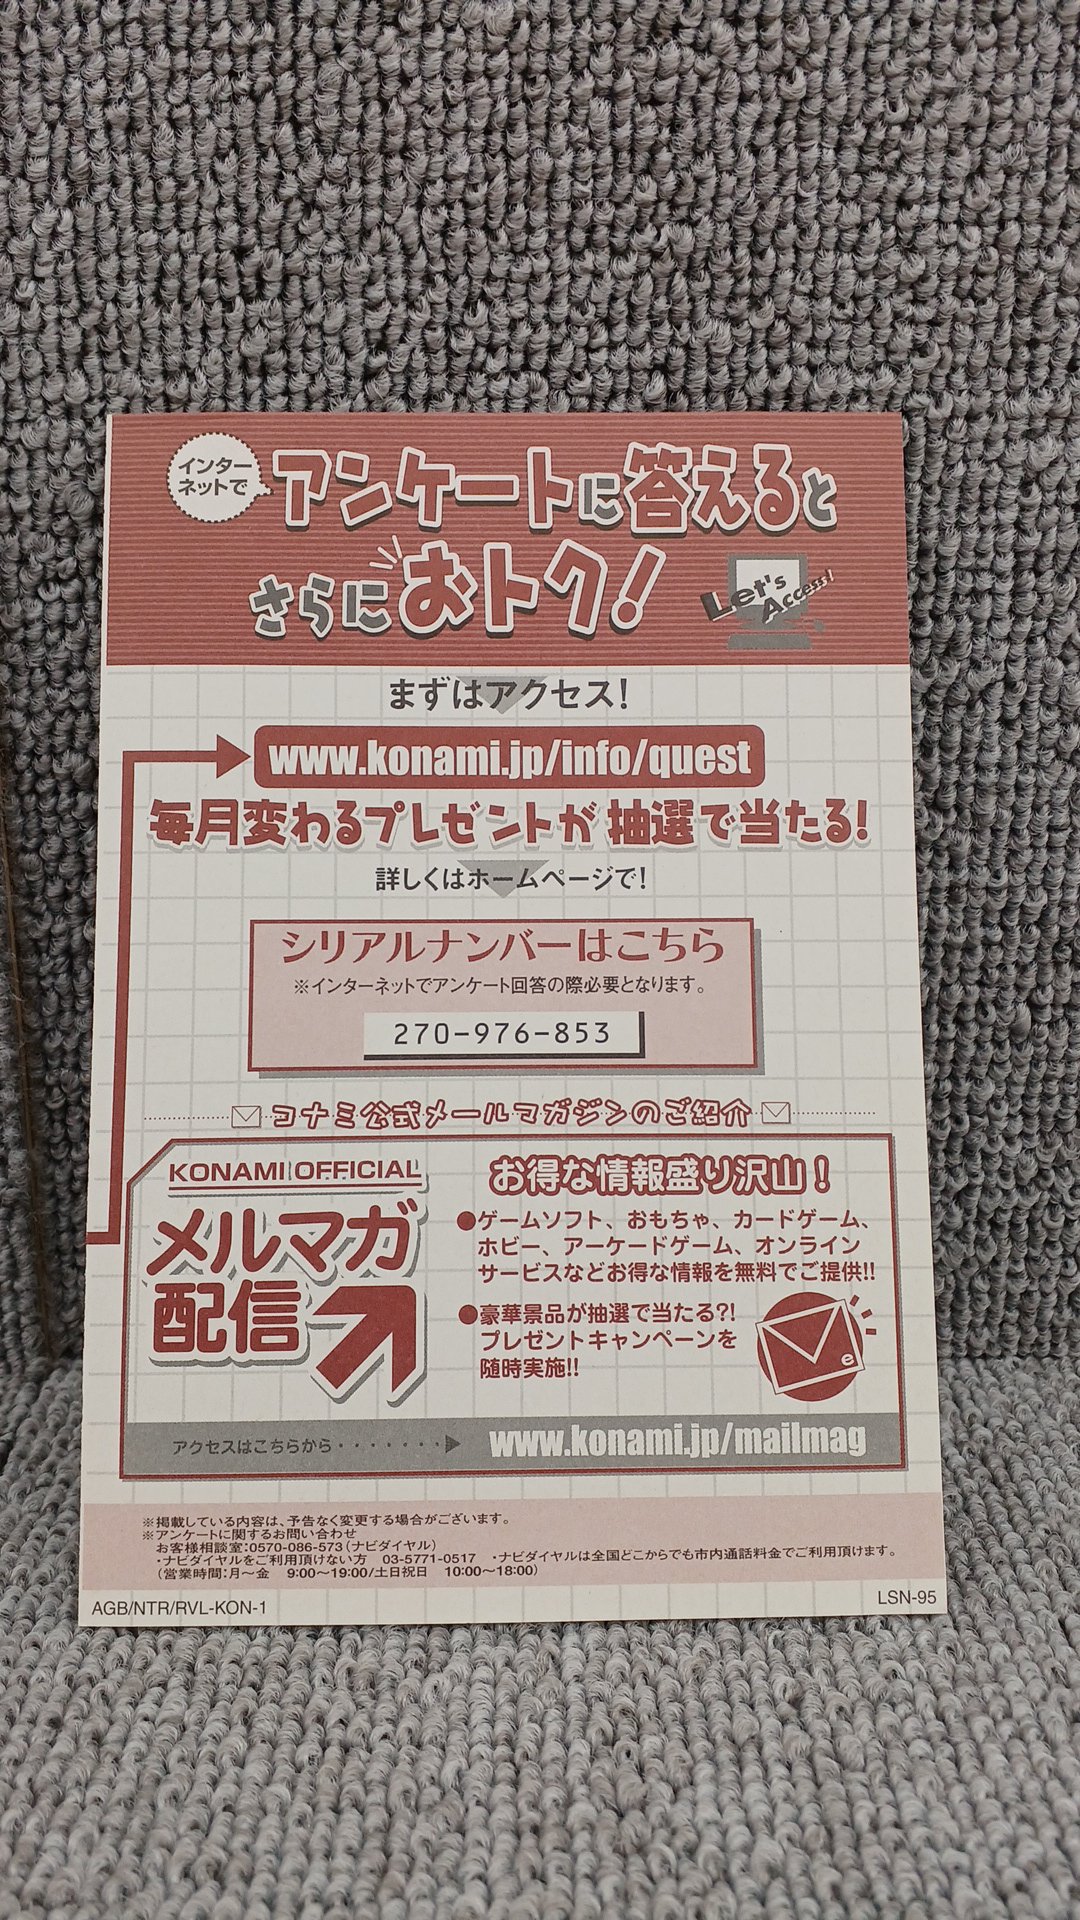 インター
ネットで
アンケートに答えると
さらにおトク!
Let's
Access!
まずはアクセス!
www.konami.jp/info/quest
毎月変わるプレゼントが抽選で当たる!
詳しくはホームページで!
シリアルナンバーはこちら
※インターネットでアンケート回答の際必要となります。
270-976-853
コナミ公式メールマガジンのご紹介
KONAMI OFFICIAL
メルマガ
配信
お得な情報盛り沢山!
●ゲームソフト、おもちゃ、カードゲーム、
ホビー、アーケードゲーム、オンライン
サービスなどお得な情報を無料でご提供!!
●豪華景品が抽選で当たる?!
プレゼントキャンペーンを
随時実施!!
e
アクセスはこちらから・・・・・・・▶ www.konami.jp/mailmag
※掲載している内容は、予告なく変更する場合がございます。
※アンケートに関するお問い合わせ
お客様相談室:0570-086-573(ナビダイヤル)
・ナビダイヤルをご利用頂けない方 03-5771-0517 ・ナビダイヤルは全国どこからでも市内通話料金でご利用頂けます。
(営業時間:月〜金 9:00〜19:00/土日祝日 10:00〜18:00)
AGB/NTR/RVL-KON-1
LSN-95